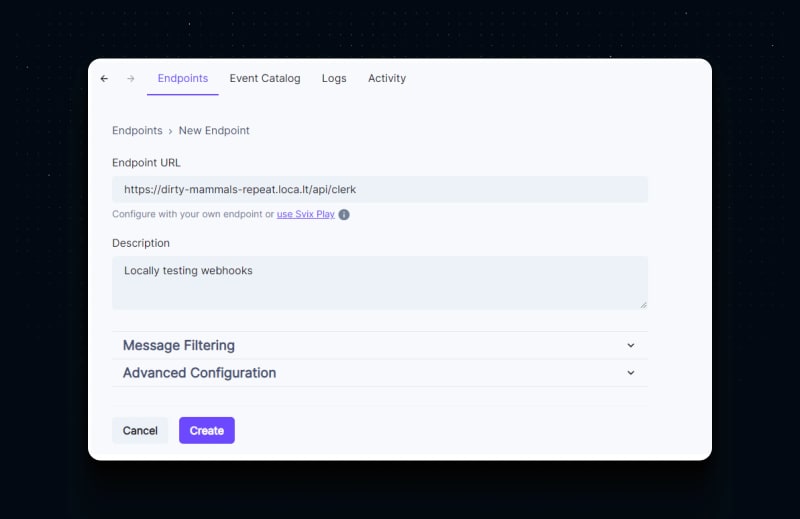 Endpoints Event Catalog Logs Activity
Endpoints › New Endpoint
Endpoint URL
https://dirty-mammals-repeat.loca.lt/api/clerk
Configure with your own endpoint or use Svix Play
Description
Locally testing webhooks
Message Filtering
Advanced Configuration
Cancel Create